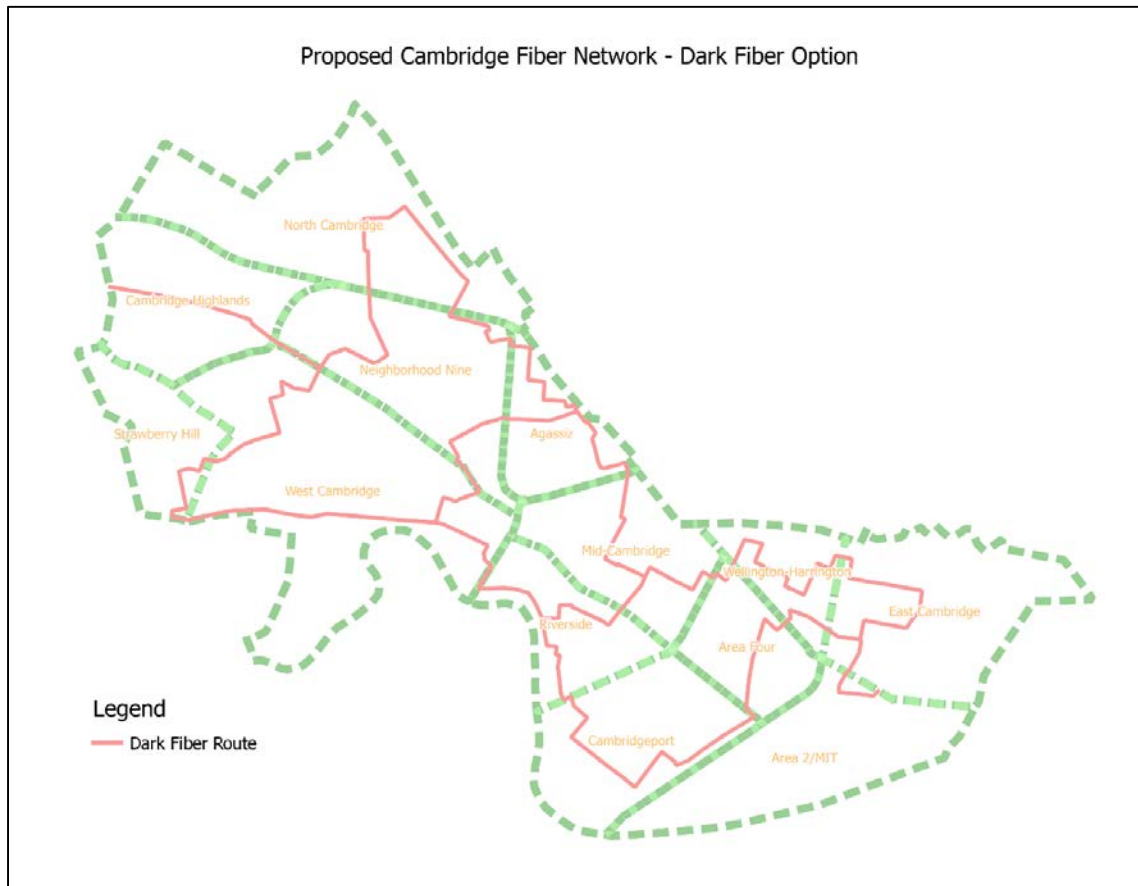 Proposed Cambridge Fiber Network - Dark Fiber Option
North Cambridge
Cambridge Highlands
Neighborhood Nine
Strawberry Hill
Agassiz
West Cambridge
Mid-Cambridge
Wellington-Harrington
East Cambridge
Riverside
Area Four
Cambridgeport
Area 2/MIT
Legend
Dark Fiber Route